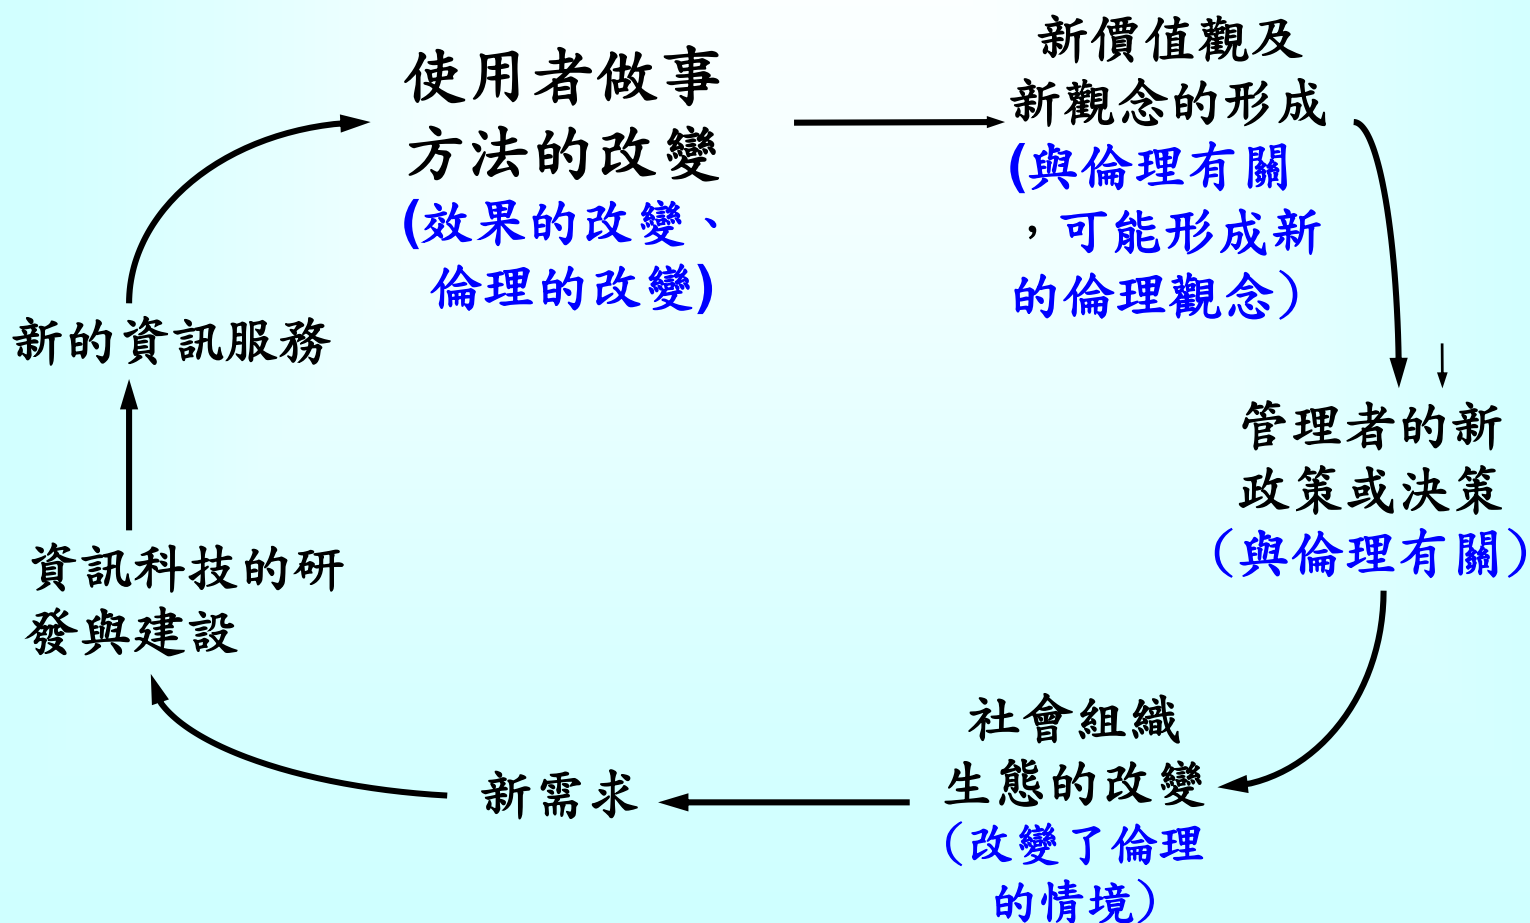 使用者做事
方法的改變
(效果的改變、
倫理的改變)
新價值觀及
新觀念的形成
(與倫理有關
，可能形成新
的倫理觀念）
管理者的新
政策或決策
（與倫理有關）
社會組織
生態的改變
（改變了倫理
的情境）
新需求
資訊科技的研
發與建設
新的資訊服務